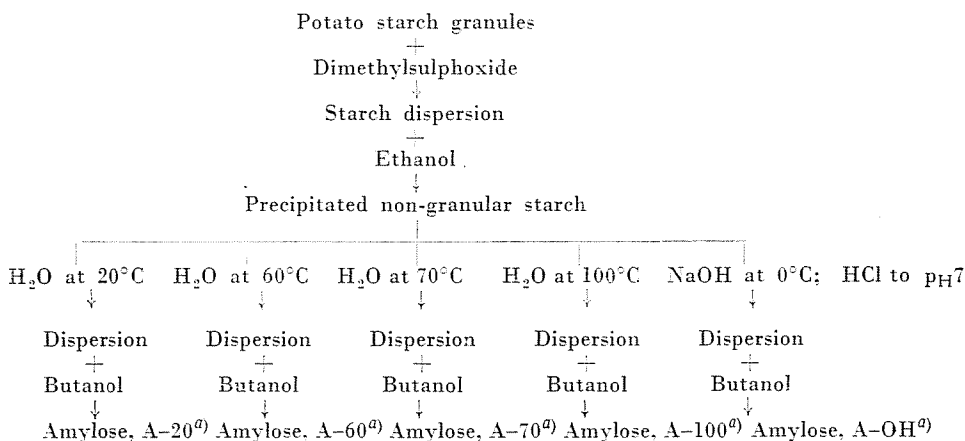 Potato starch granules
+
Dimethylsulphoxide
↓
Starch dispersion
+
Ethanol
↓
Precipitated non-granular starch
H₂O at 20°C H₂O at 60°C H₂O at 70°C H₂O at 100°C NaOH at 0°C; HCl to pH7
↓ ↓ ↓ ↓ ↓
Dispersion Dispersion Dispersion Dispersion Dispersion
+ + + + +
Butanol Butanol Butanol Butanol Butanol
↓ ↓ ↓ ↓ ↓
Amylose, A–20ᵃ⁾ Amylose, A–60ᵃ⁾ Amylose, A–70ᵃ⁾ Amylose, A–100ᵃ⁾ Amylose, A–OHᵃ⁾